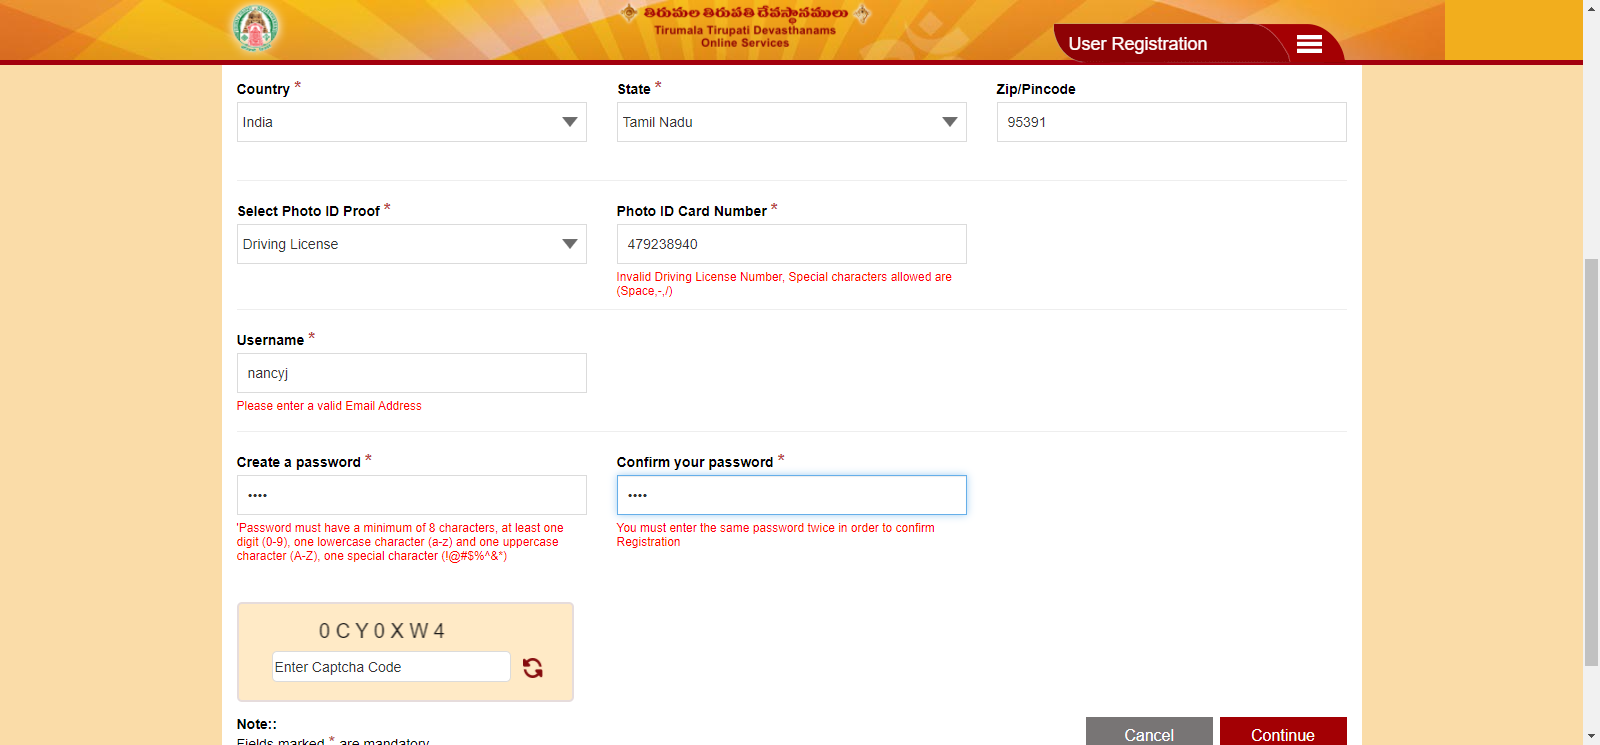 తిరుమల తిరుపతి దేవస్థానములు
Tirumala Tirupati Devasthanams
Online Services
User Registration
Country *
State *
Zip/Pincode
India
Tamil Nadu
95391
Select Photo ID Proof *
Photo ID Card Number *
Driving License
479238940
Invalid Driving License Number, Special characters allowed are
(Space,-,/)
Username *
nancyj
Please enter a valid Email Address
Create a password *
Confirm your password *
••••
••••
'Password must have a minimum of 8 characters, at least one
digit (0-9), one lowercase character (a-z) and one uppercase
character (A-Z), one special character (!@#$%^&*)
You must enter the same password twice in order to confirm
Registration
0CY0XW4
Enter Captcha Code
Note::
Fields marked * are mandatory
Cancel
Continue